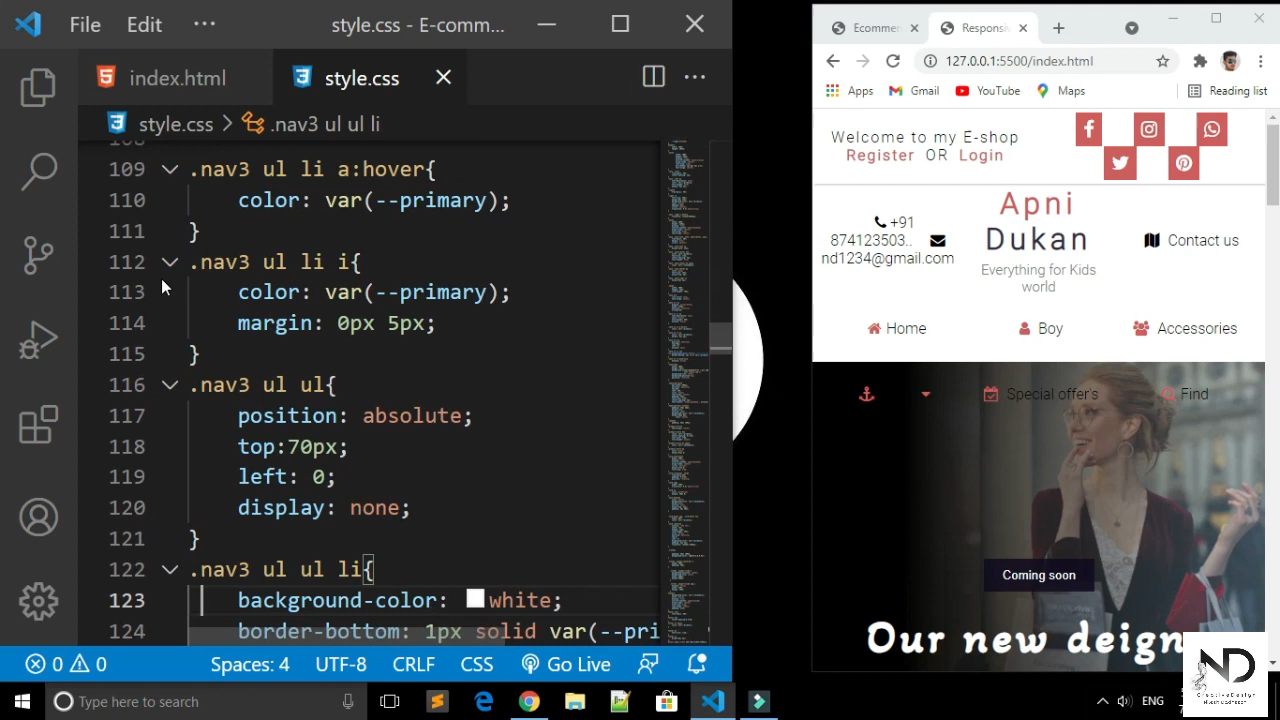 File Edit ··· style.css - E-comm...
index.html style.css
style.css > .nav3 ul ul li
108
109 .nav3 ul li a:hover{
110 color: var(--primary);
111 }
112 .nav3 ul li i{
113 color: var(--primary);
114 margin: 0px 5px;
115 }
116 .nav3 ul ul{
117 position: absolute;
118 top:70px;
119 left: 0;
120 display: none;
121 }
122 .nav3 ul ul li{
123 background-color: white;
124 border-bottom: 1px solid var(--pri
0 0 Spaces: 4 UTF-8 CRLF CSS Go Live
Ecommer Responsiv
127.0.0.1:5500/index.html
Apps Gmail YouTube Maps Reading list
Welcome to my E-shop
Register OR Login
+91
874123503..
nd1234@gmail.com
Apni
Dukan
Everything for Kids
world
Contact us
Home Boy Accessories
Special offer's Find
Coming soon
Our new deign
ND
Type here to search
ENG